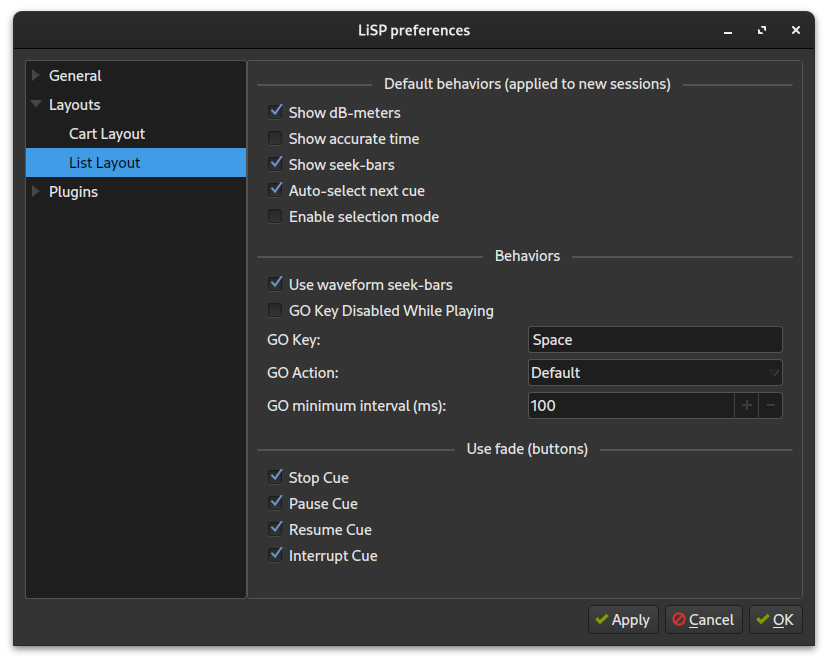 LiSP preferences
General
Layouts
Cart Layout
List Layout
Plugins
Default behaviors (applied to new sessions)
Show dB-meters
Show accurate time
Show seek-bars
Auto-select next cue
Enable selection mode
Behaviors
Use waveform seek-bars
GO Key Disabled While Playing
GO Key: Space
GO Action: Default
GO minimum interval (ms): 100
Use fade (buttons)
Stop Cue
Pause Cue
Resume Cue
Interrupt Cue
Apply Cancel OK